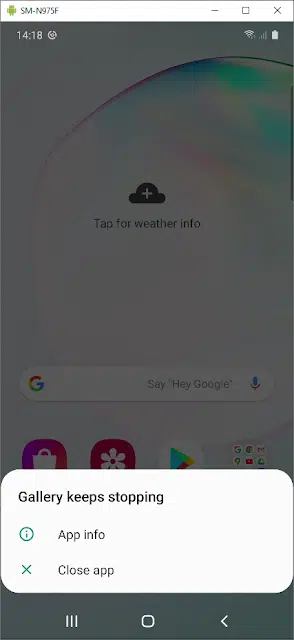 SM-N975F
14:18
Tap for weather info
Say "Hey Google"
Gallery keeps stopping
App info
Close app